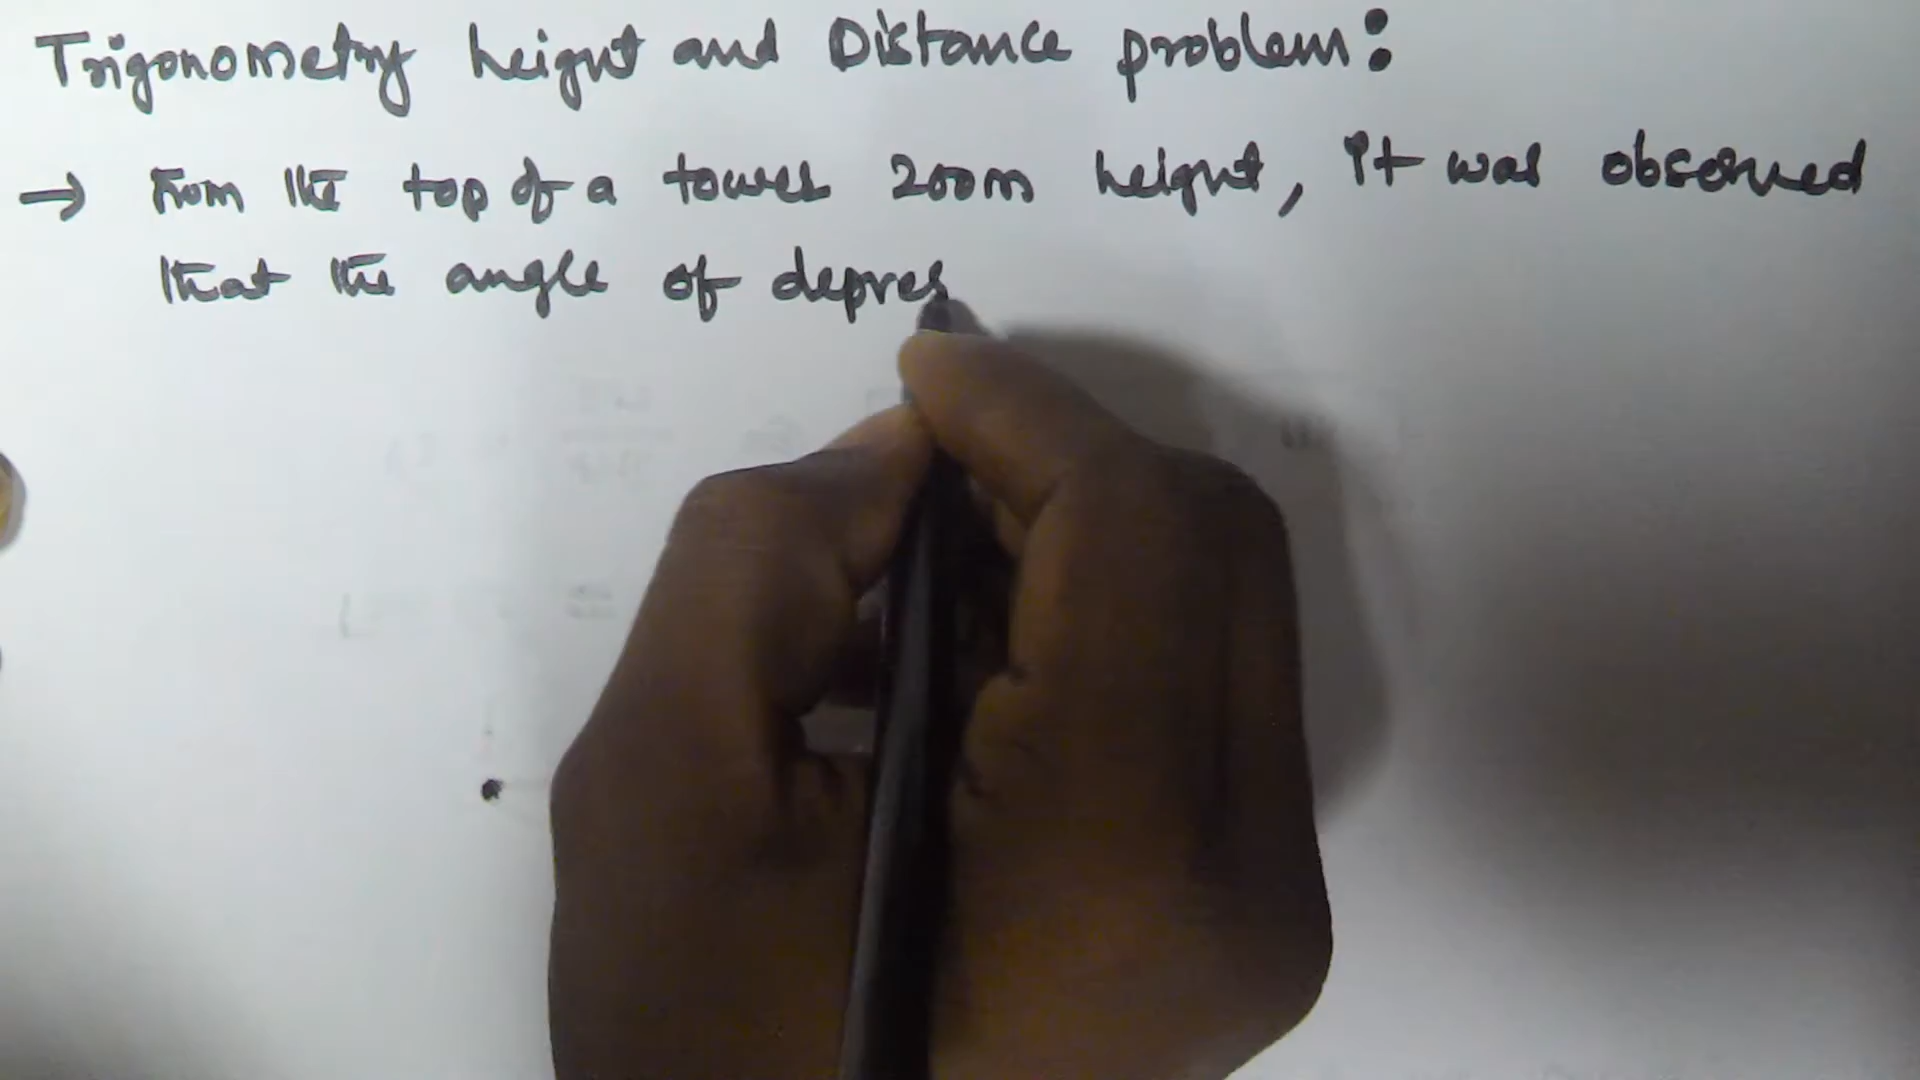 Trigonometry height and Distance problem:
→ From the top of a tower 200m height, It was observed
that the angle of depres